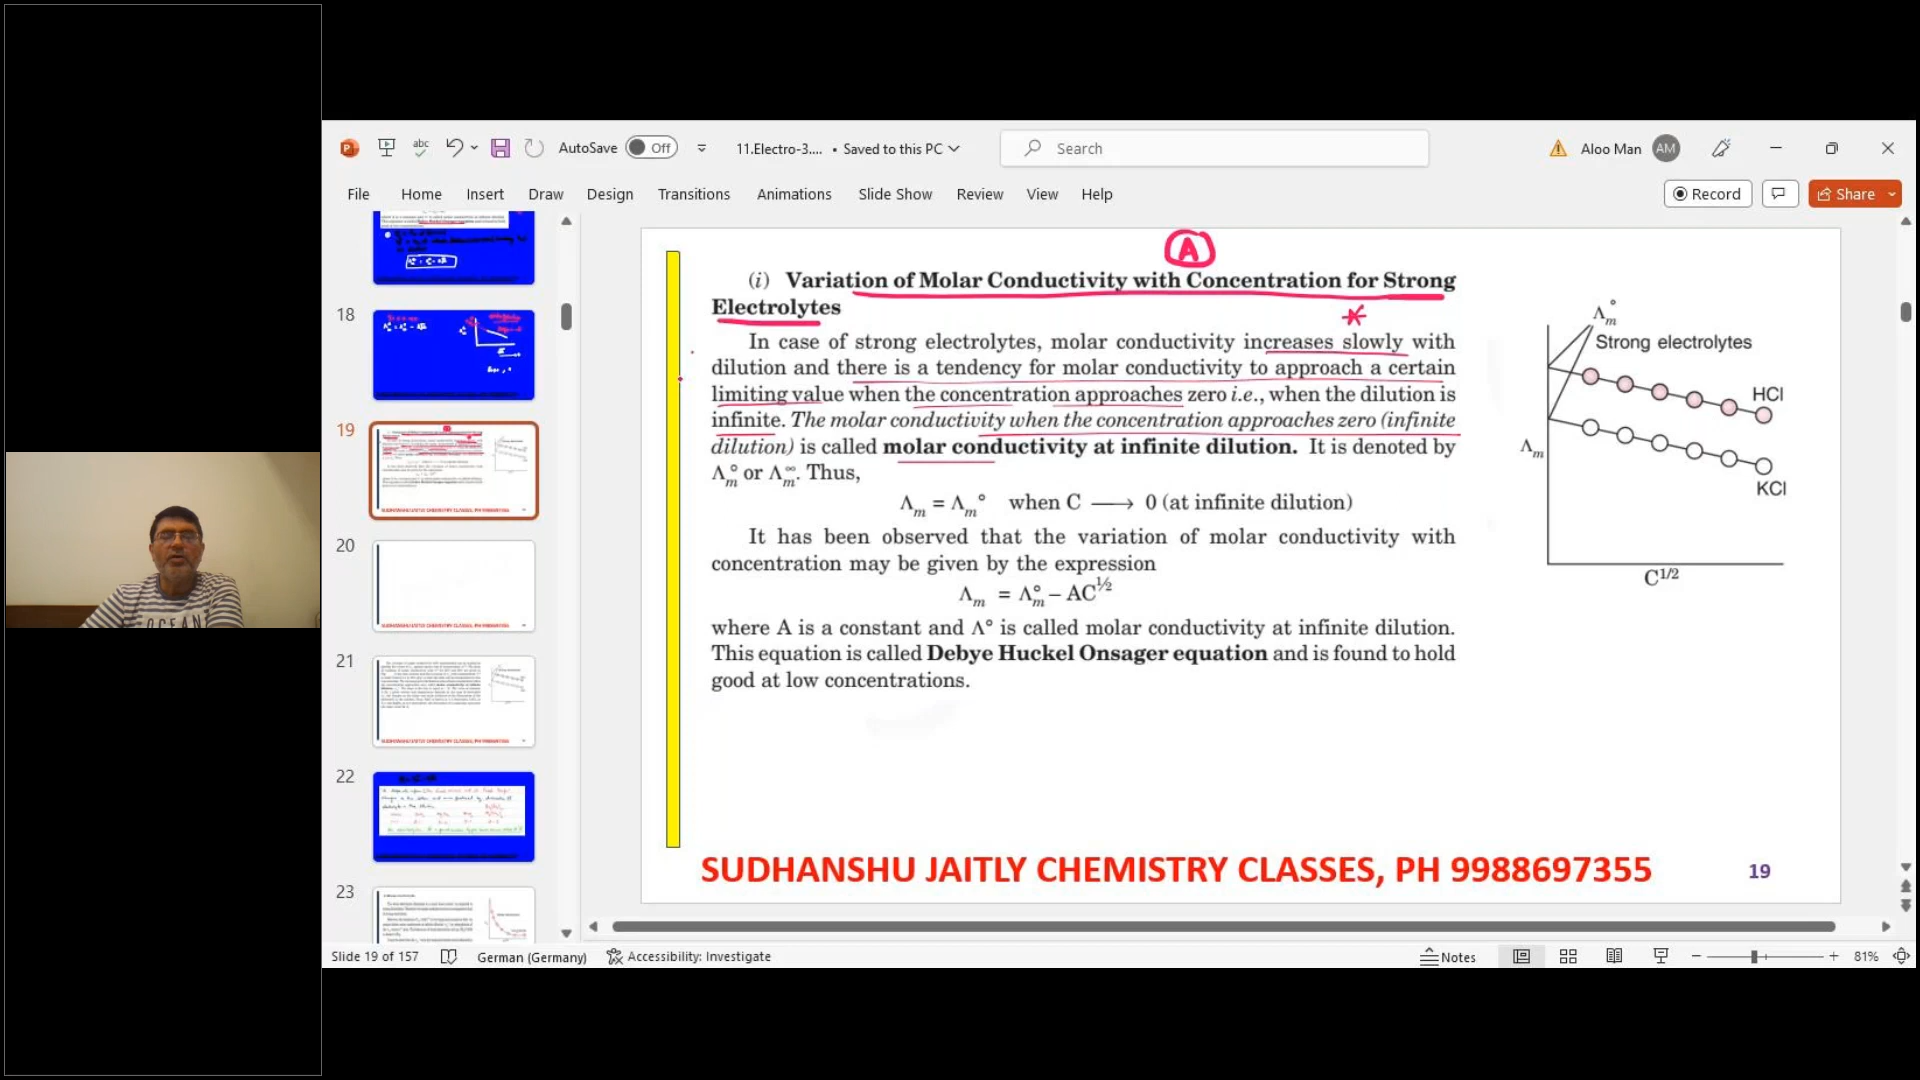 AutoSave Off 11.Electro-3.... • Saved to this PC Search Aloo Man AM
File Home Insert Draw Design Transitions Animations Slide Show Review View Help Record Share
18
19
20
21
22
23
A
(i) Variation of Molar Conductivity with Concentration for Strong
Electrolytes
In case of strong electrolytes, molar conductivity increases slowly with
dilution and there is a tendency for molar conductivity to approach a certain
limiting value when the concentration approaches zero i.e., when the dilution is
infinite. The molar conductivity when the concentration approaches zero (infinite
dilution) is called molar conductivity at infinite dilution. It is denoted by
Λ°m or Λ∞m. Thus,
Λm = Λm° when C ⟶ 0 (at infinite dilution)
It has been observed that the variation of molar conductivity with
concentration may be given by the expression
Λm = Λ°m – AC½
where A is a constant and Λ° is called molar conductivity at infinite dilution.
This equation is called Debye Huckel Onsager equation and is found to hold
good at low concentrations.
Λ°m
Strong electrolytes
HCl
Λm
KCl
C1/2
SUDHANSHU JAITLY CHEMISTRY CLASSES, PH 9988697355 19
OCEAN
Slide 19 of 157 German (Germany) Accessibility: Investigate Notes 81%